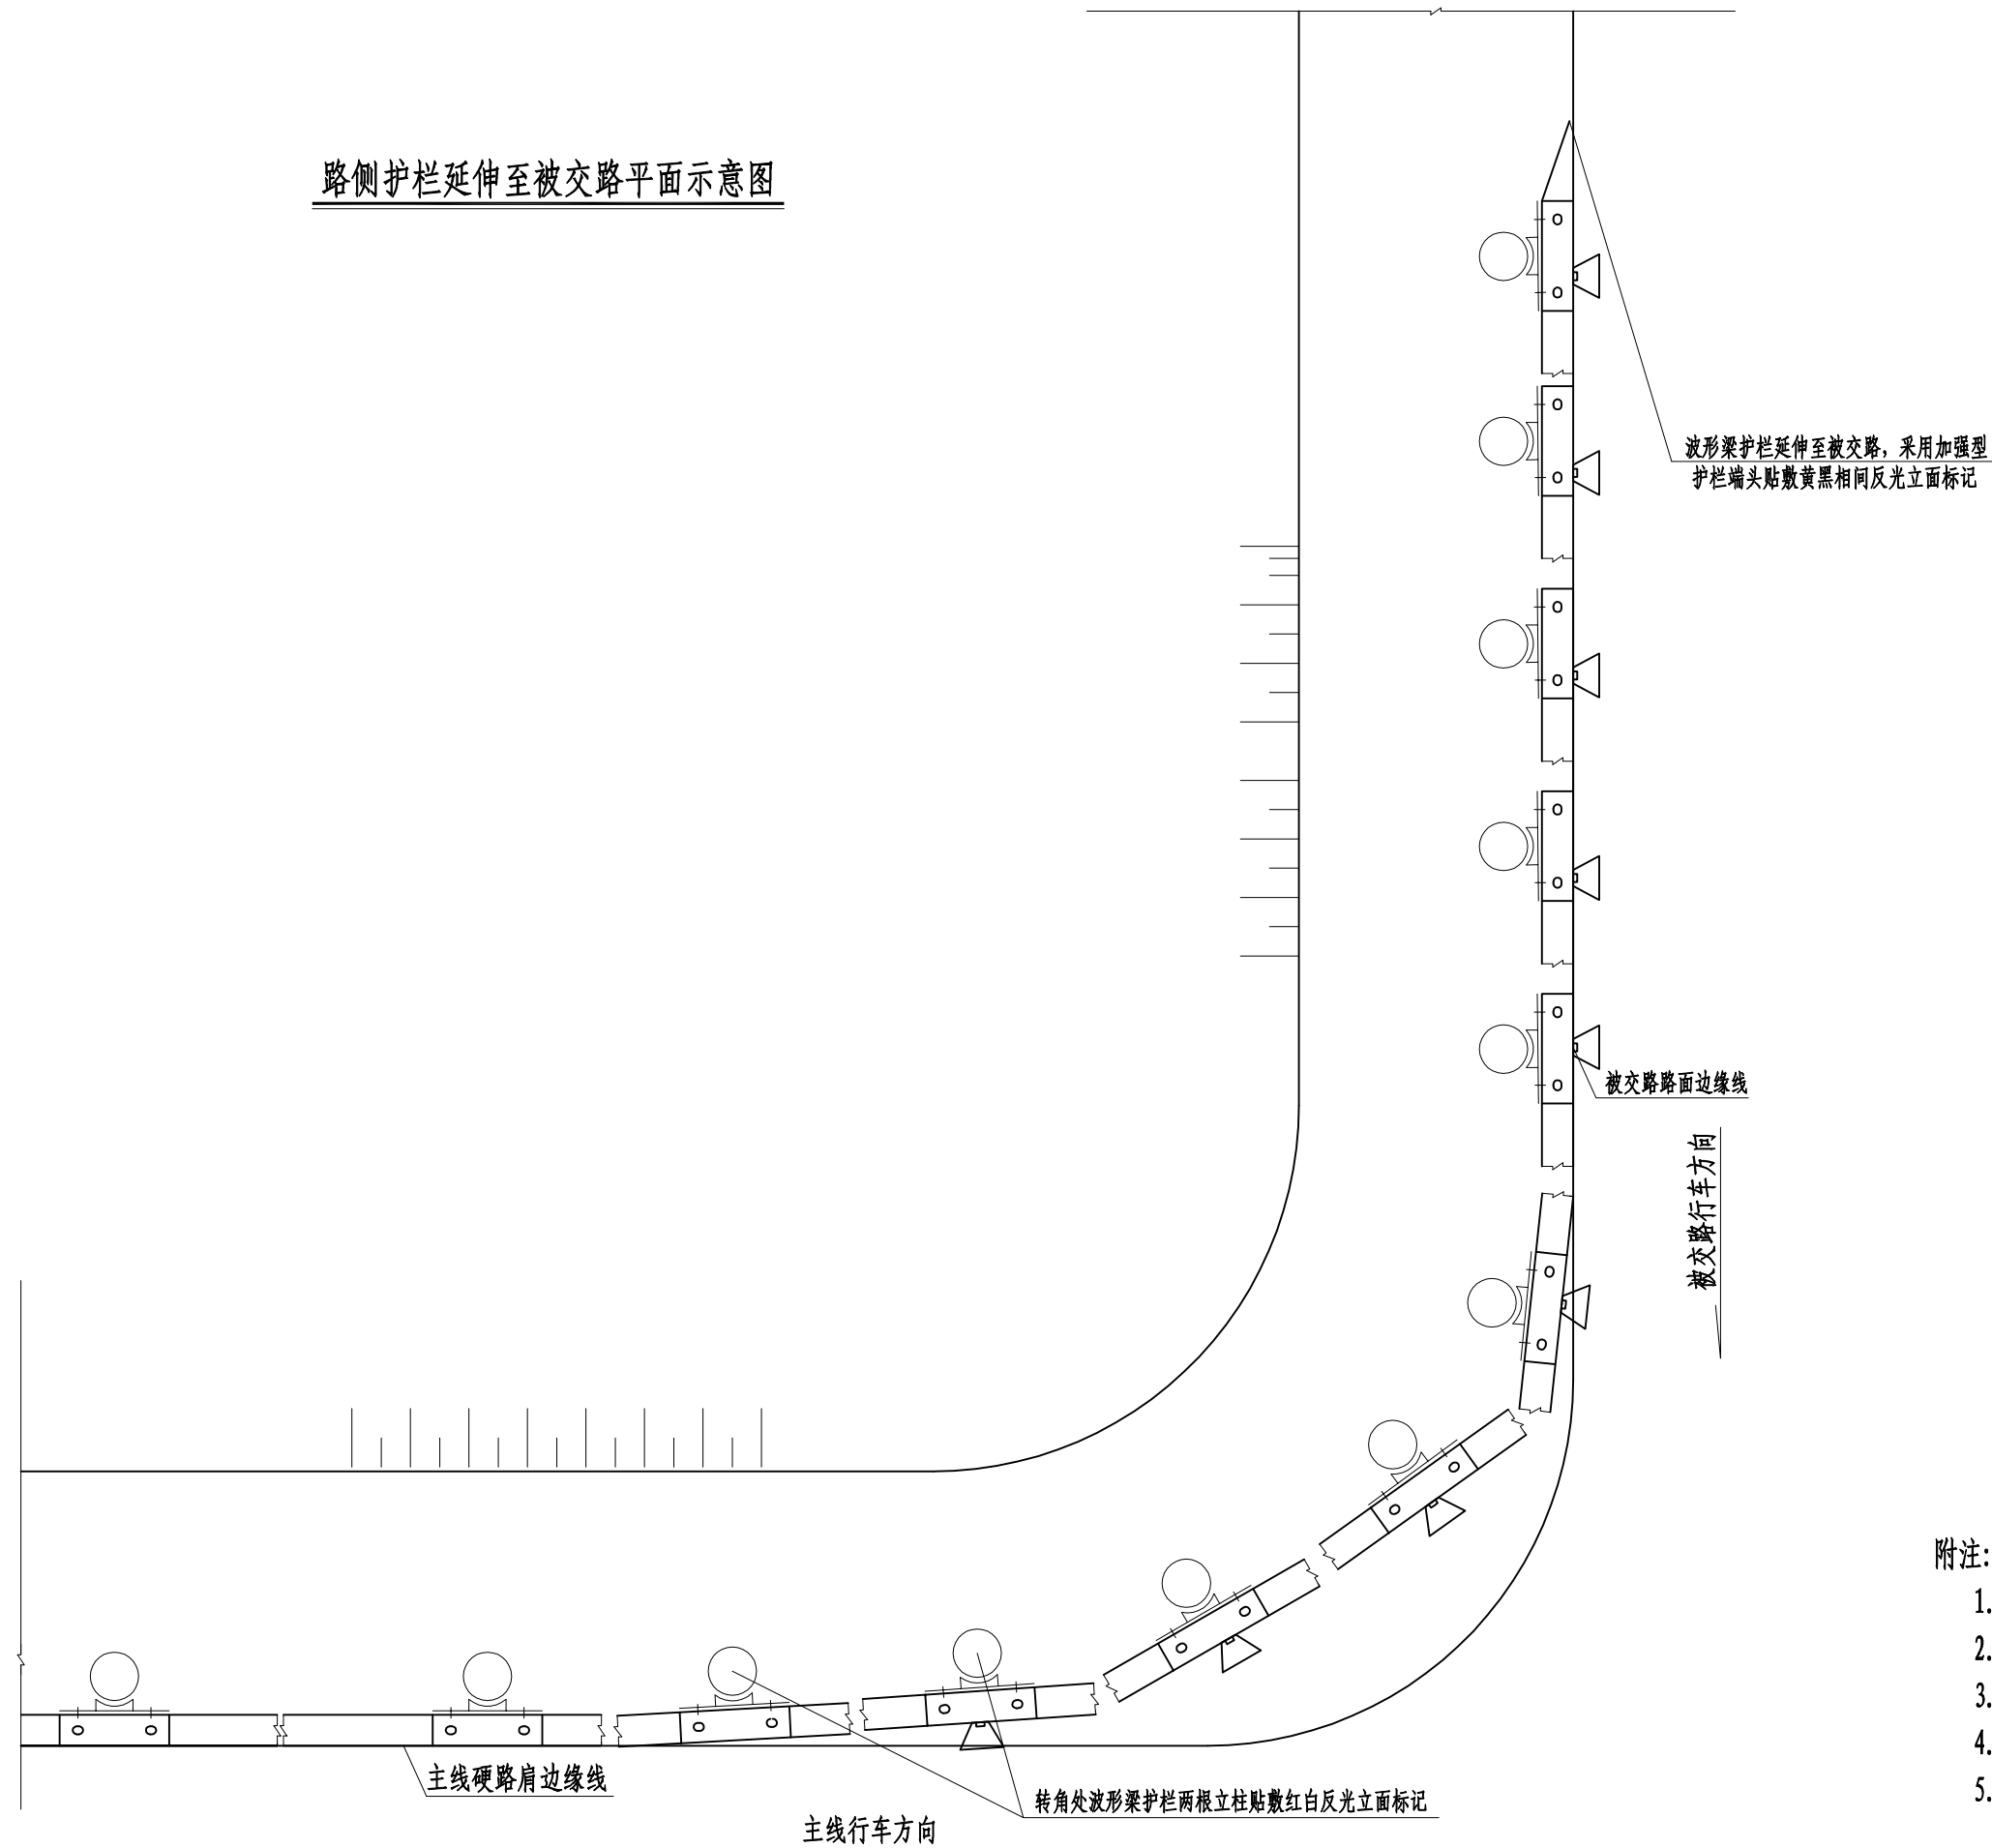 路侧护栏延伸至被交路平面示意图
波形梁护栏延伸至被交路，采用加强型
护栏端头贴敷黄黑相间反光立面标记
被交路路面边缘线
被交路行车方向
附注:
1.
2.
3.
4.
5.
主线硬路肩边缘线
转角处波形梁护栏两根立柱贴敷红白反光立面标记
主线行车方向